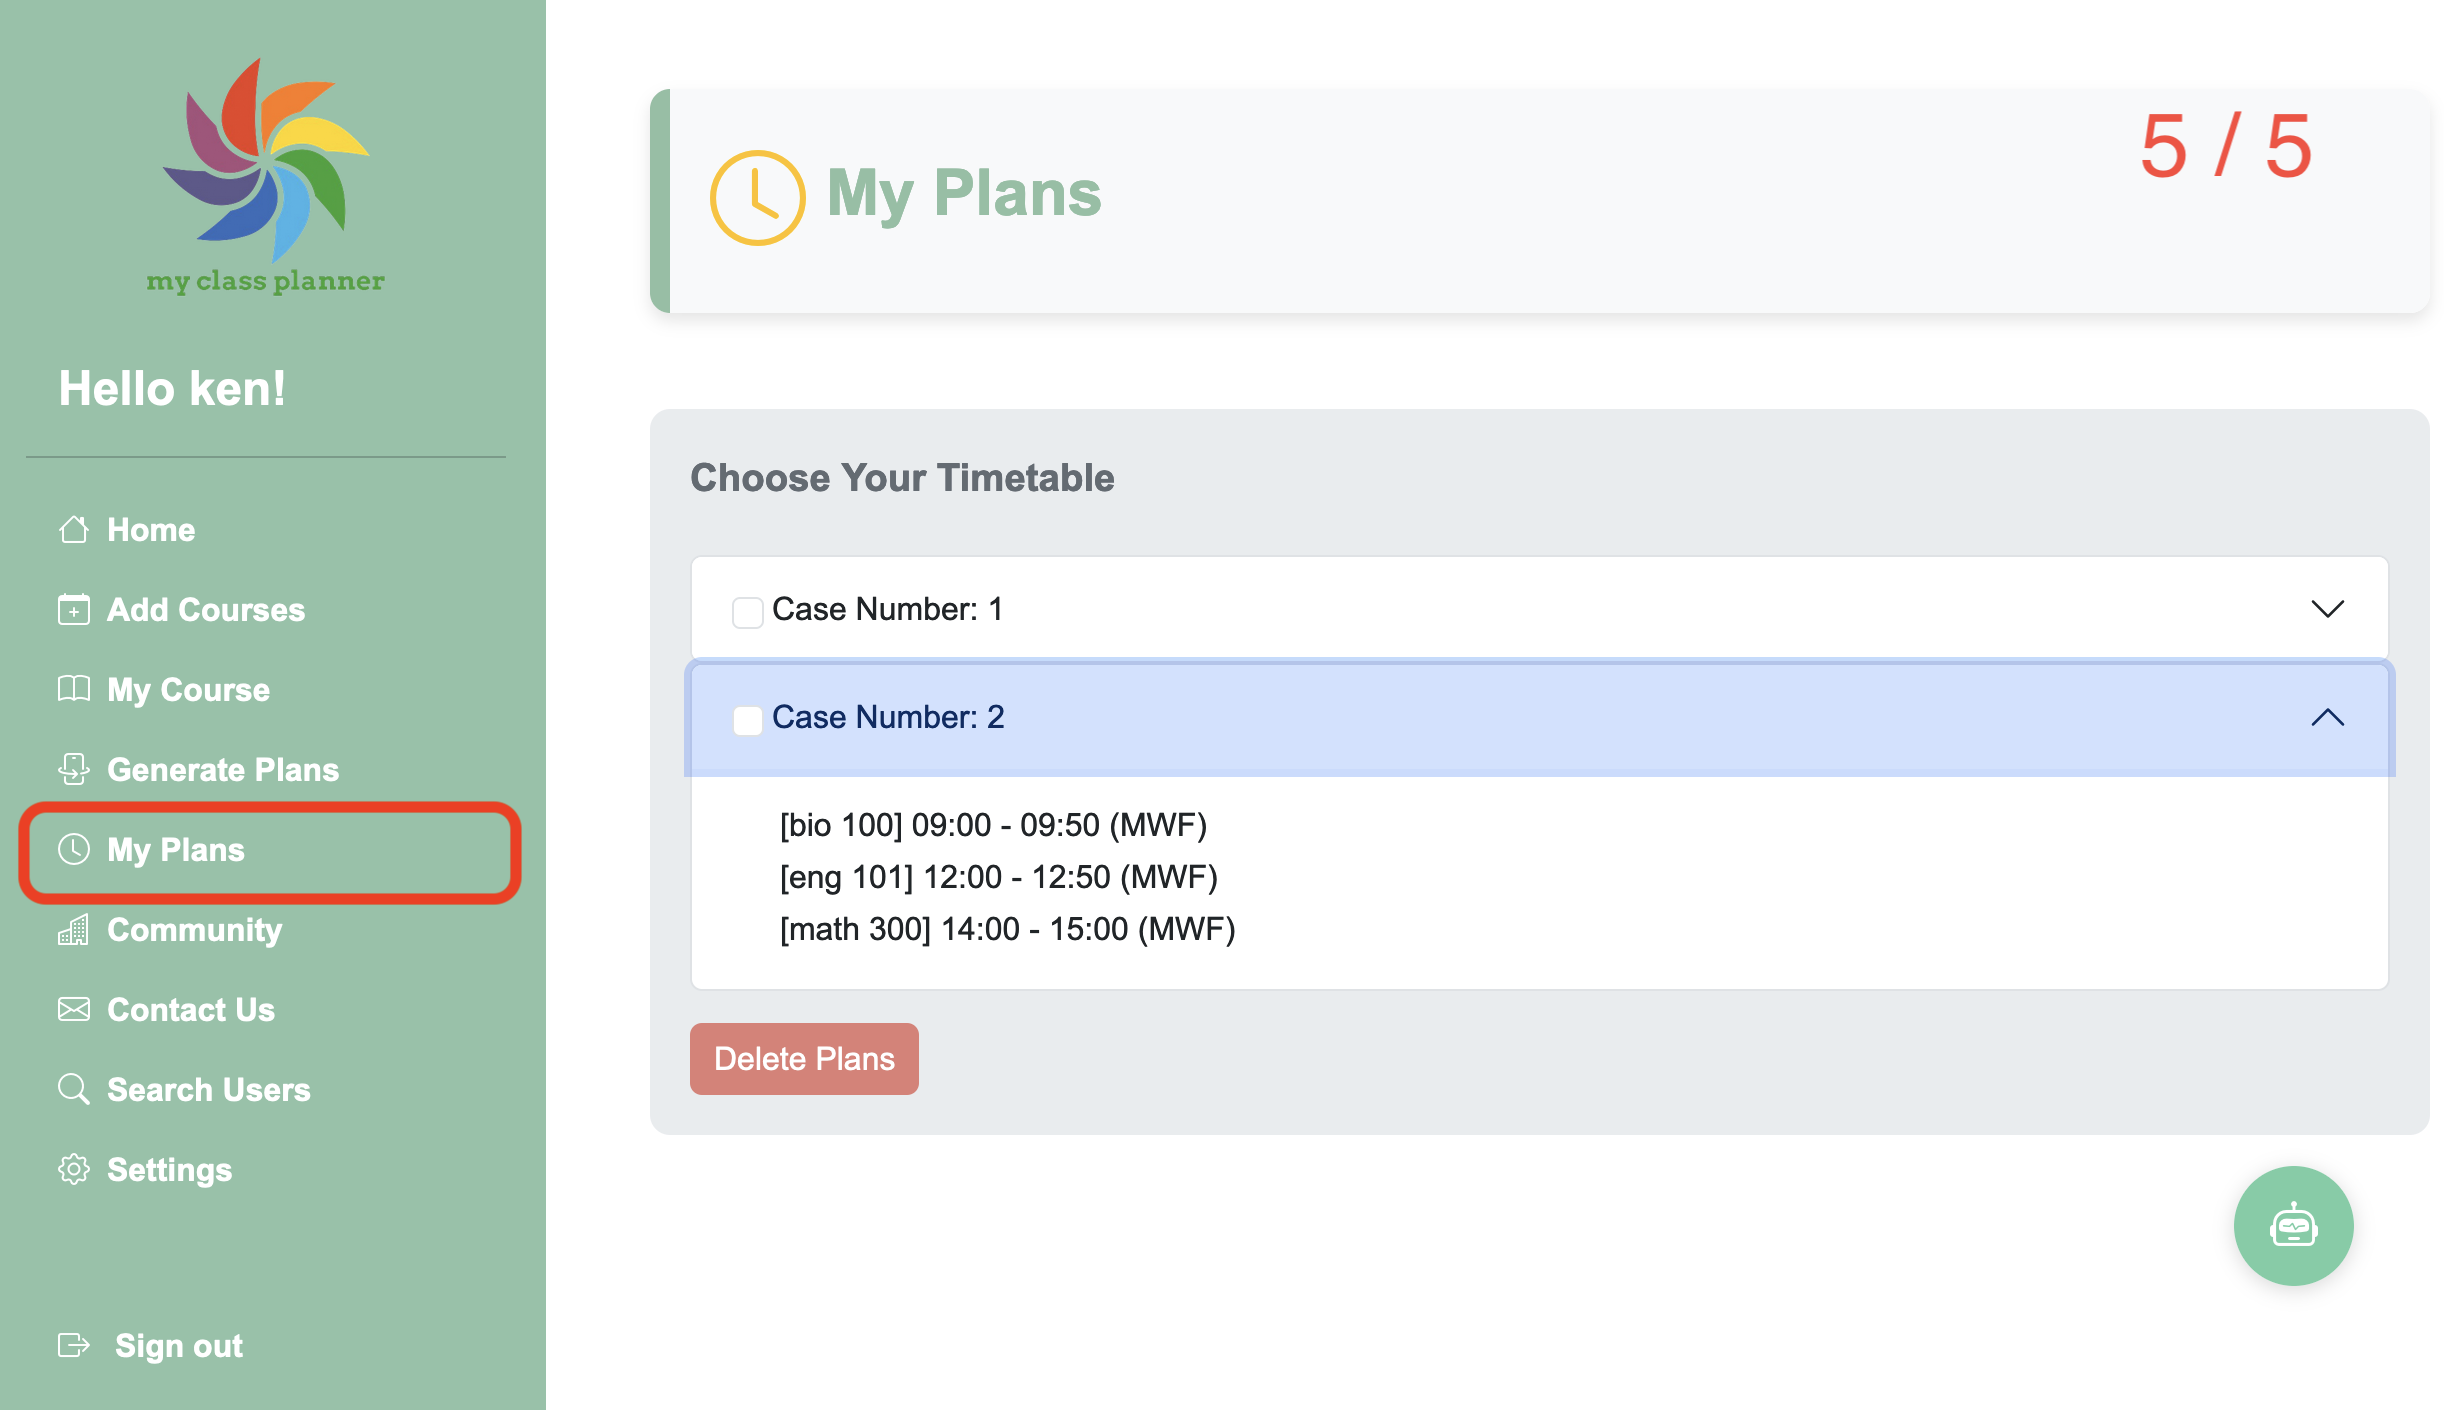 my class planner
Hello ken!
Home
Add Courses
My Course
Generate Plans
My Plans
Community
Contact Us
Search Users
Settings
Sign out
My Plans
5 / 5
Choose Your Timetable
Case Number: 1
Case Number: 2
[bio 100] 09:00 - 09:50 (MWF)
[eng 101] 12:00 - 12:50 (MWF)
[math 300] 14:00 - 15:00 (MWF)
Delete Plans